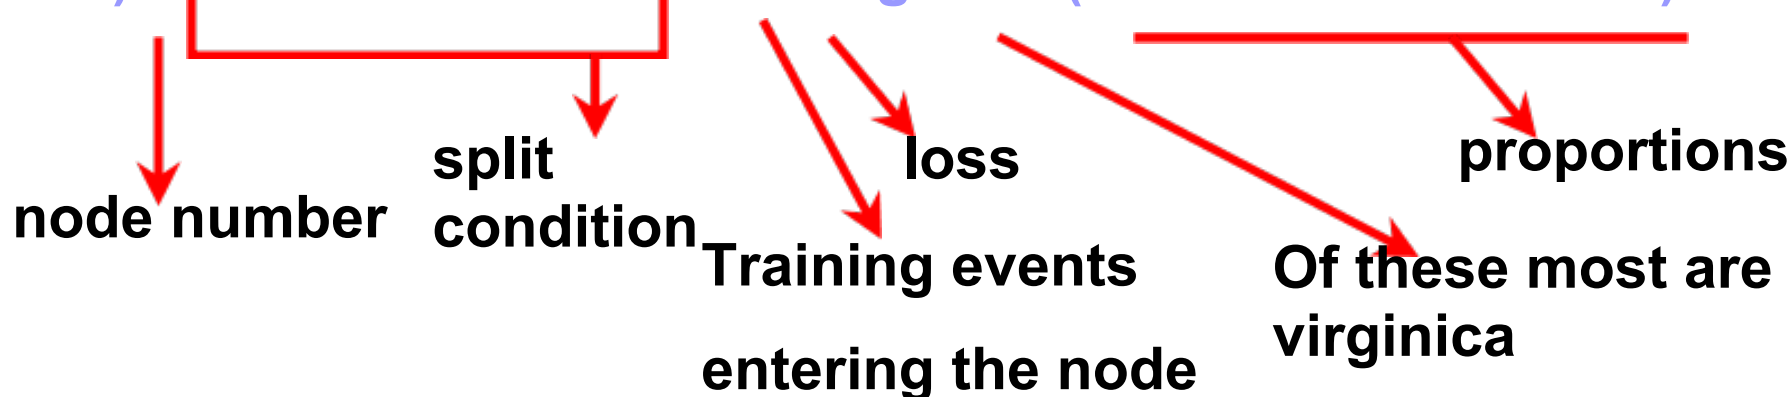 node number
split
condition
Training events
entering the node
loss
Of these most are
virginica
proportions